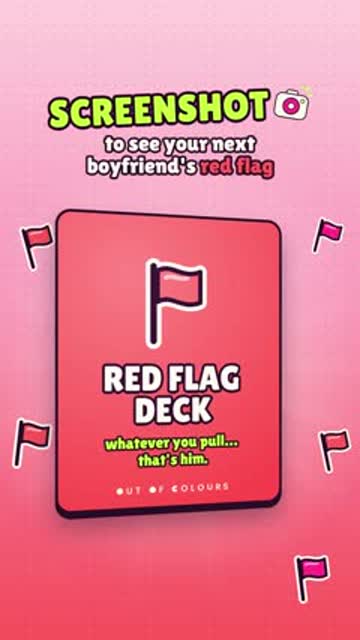 SCREENSHOT
to see your next
boyfriend's red flag
RED FLAG
DECK
whatever you pull...
that's him.
OUT OF COLOURS